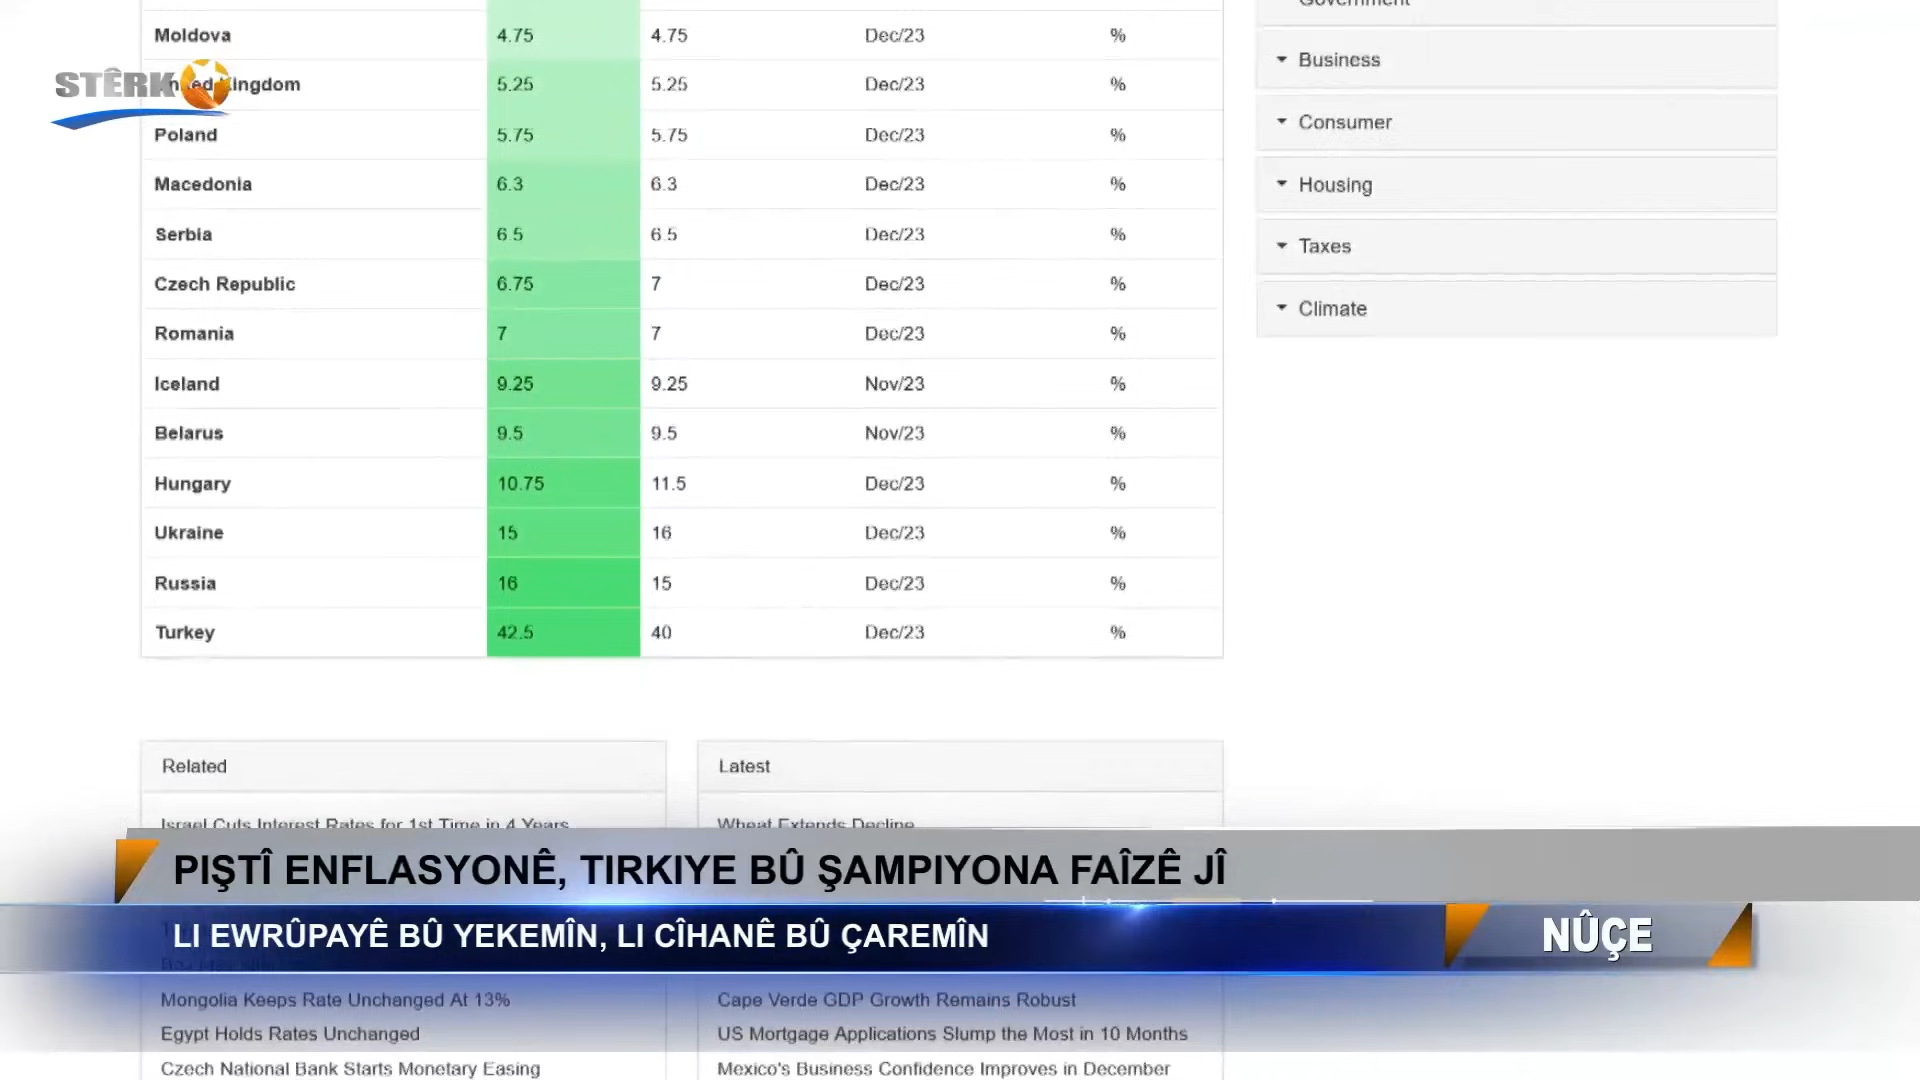 Government
Moldova 4.75 4.75 Dec/23 %
Business
STÊRK
United Kingdom 5.25 5.25 Dec/23 %
Consumer
Poland 5.75 5.75 Dec/23 %
Macedonia 6.3 6.3 Dec/23 %
Housing
Serbia 6.5 6.5 Dec/23 %
Taxes
Czech Republic 6.75 7 Dec/23 %
Climate
Romania 7 7 Dec/23 %
Iceland 9.25 9.25 Nov/23 %
Belarus 9.5 9.5 Nov/23 %
Hungary 10.75 11.5 Dec/23 %
Ukraine 15 16 Dec/23 %
Russia 16 15 Dec/23 %
Turkey 42.5 40 Dec/23 %
Related
Latest
Israel Cuts Interest Rates for 1st Time in 4 Years
Wheat Extends Decline
PIŞTÎ ENFLASYONÊ, TIRKIYE BÛ ŞAMPIYONA FAÎZÊ JÎ
LI EWRÛPAYÊ BÛ YEKEMÎN, LI CÎHANÊ BÛ ÇAREMÎN
NÛÇE
Mongolia Keeps Rate Unchanged At 13%
Cape Verde GDP Growth Remains Robust
Egypt Holds Rates Unchanged
US Mortgage Applications Slump the Most in 10 Months
Czech National Bank Starts Monetary Easing
Mexico's Business Confidence Improves in December